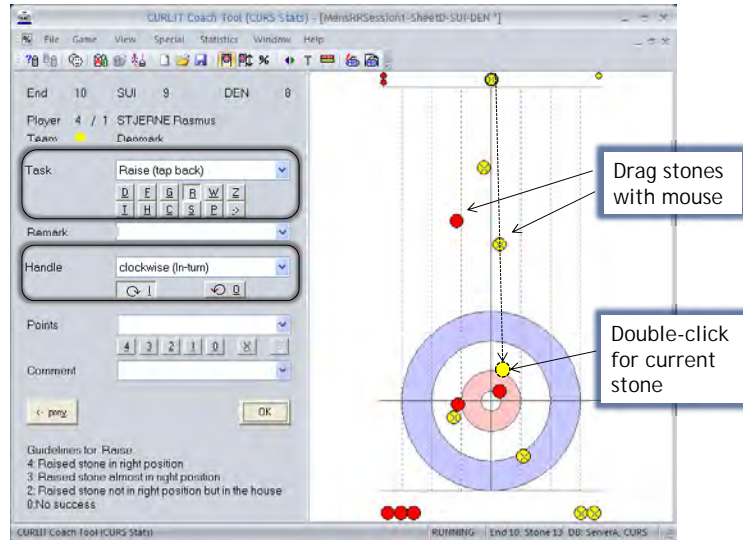 CURLIT Coach Tool (CURS Stats) - [MensRRSession1-SheetD-SUI-DEN *]
File Game View Special Statistics Window Help
% T
End 10 SUI 9 DEN 8
Player 4 / 1 STJERNE Rasmus
Team Denmark
Task Raise (tap back)
D F G R W Z
T H C S P ->
Remark
Handle clockwise (In-turn)
I O
Points
4 3 2 1 0 X
Comment
<- prev OK
Guidelines for Raise:
4: Raised stone in right position
3: Raised stone almost in right position
2: Raised stone not in right position but in the house
0:No success
Drag stones
with mouse
Double-click
for current
stone
CURLIT Coach Tool (CURS Stats) RUNNING End 10, Stone 13 DB: ServerA, CURS